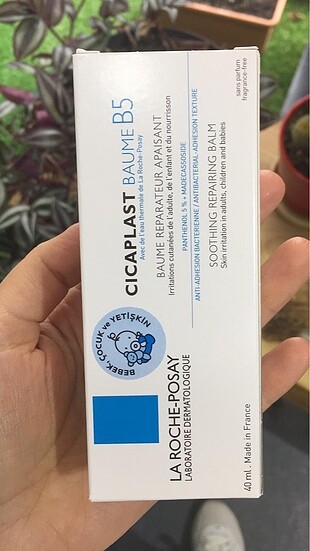 sans parfum
fragrance-free
CICAPLAST BAUME B5
Avec de l'eau thermale de La Roche-Posay
BAUME RÉPARATEUR APAISANT
Irritations cutanées de l'adulte, de l'enfant et du nourrisson
PANTHENOL 5 % + MADECASSOSIDE
ANTI-ADHESION BACTERIENNE / ANTIBACTERIAL-ADHESION TEXTURE
SOOTHING REPAIRING BALM
Skin irritation in adults, children and babies
BEBEK, ÇOCUK ve YETİŞKİN
LA ROCHE-POSAY
LABORATOIRE DERMATOLOGIQUE
40 ml . Made in France